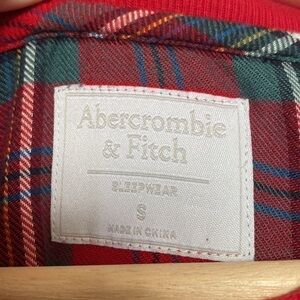 Abercrombie
& Fitch
SLEEPWEAR
S
MADE IN CHINA